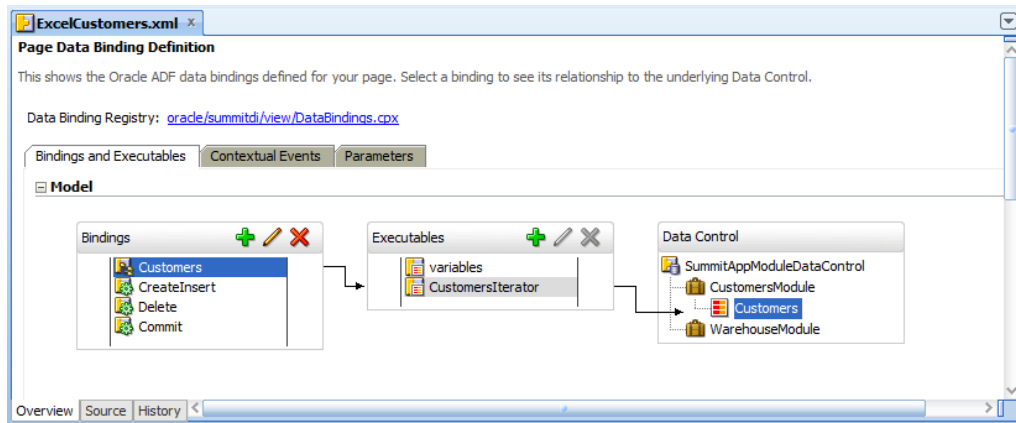 ExcelCustomers.xml x
Page Data Binding Definition
This shows the Oracle ADF data bindings defined for your page. Select a binding to see its relationship to the underlying Data Control.
Data Binding Registry: oracle/summitdi/view/DataBindings.cpx
Bindings and Executables Contextual Events Parameters
Model
Bindings Executables Data Control
Customers variables SummitAppModuleDataControl
CreateInsert CustomersIterator CustomersModule
Delete Customers
Commit WarehouseModule
Overview Source History